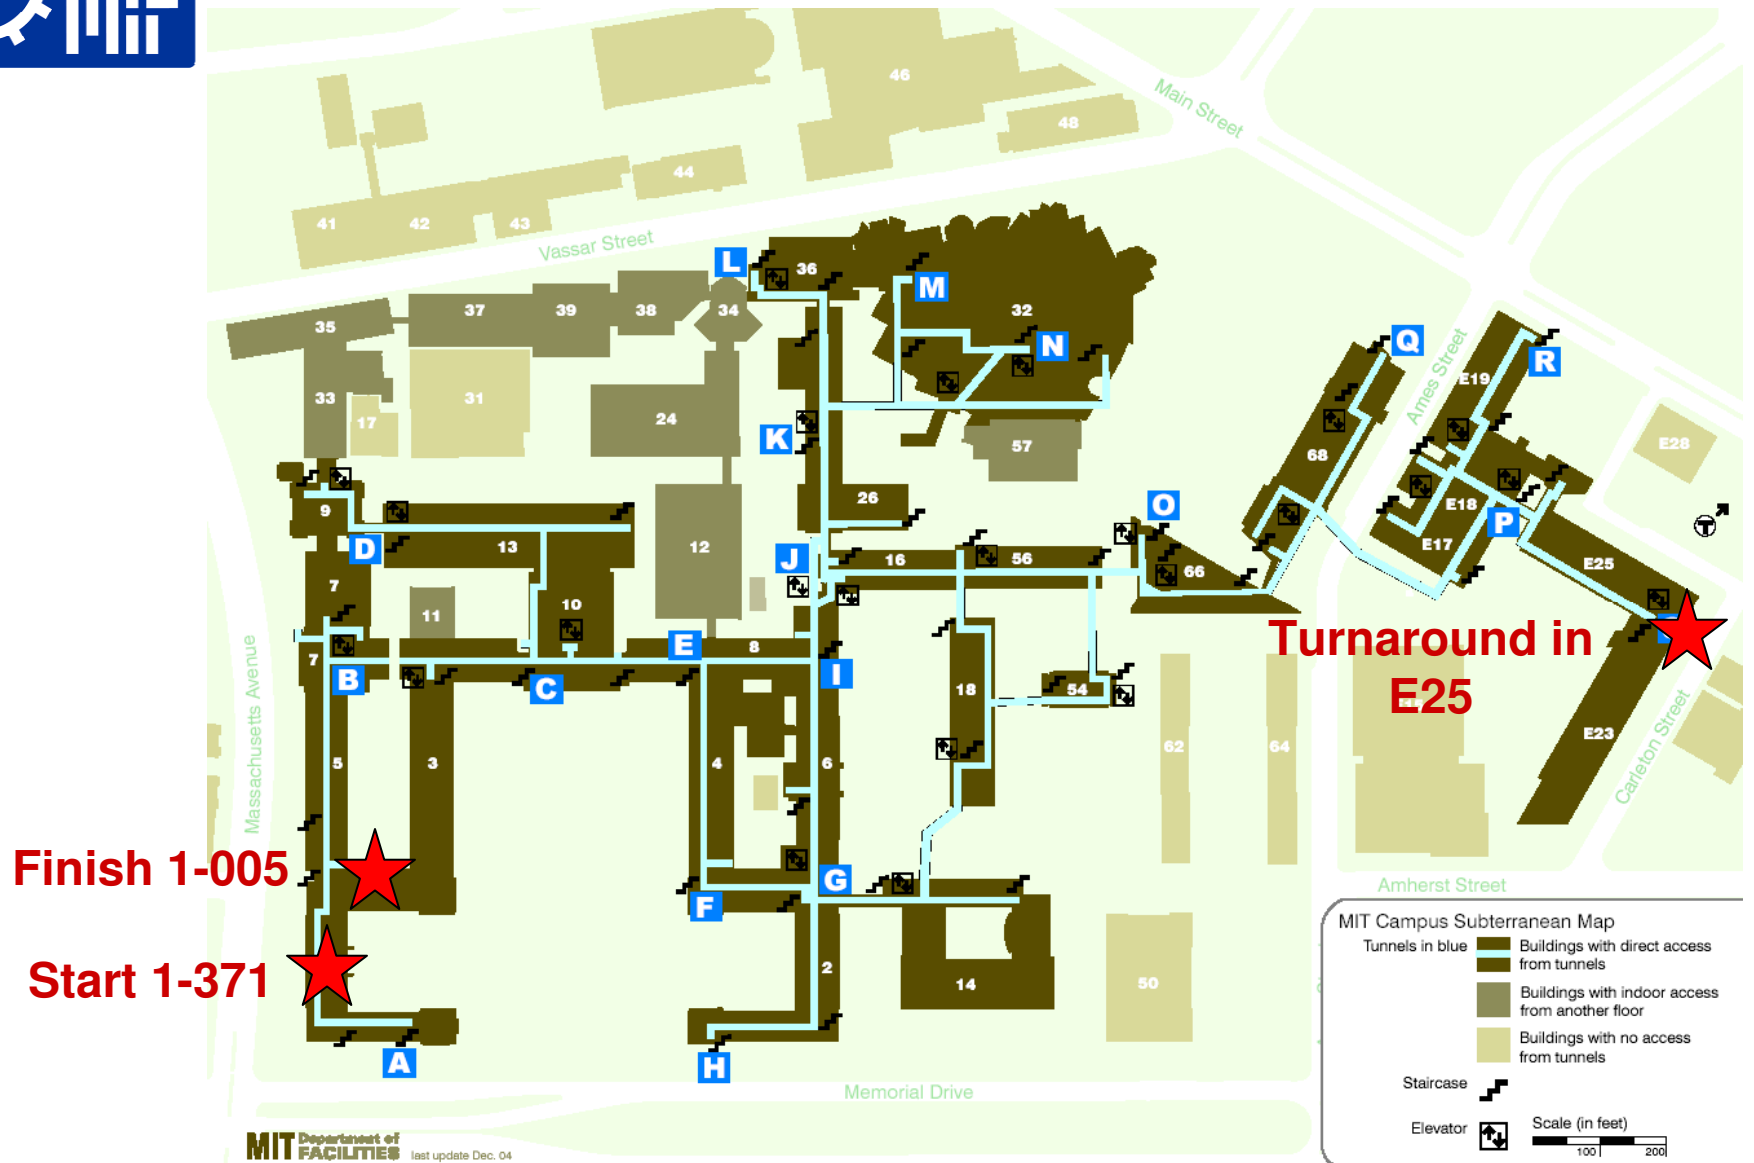 MIT
46
Main Street
48
44
41
42
43
Vassar Street
L
36
M
32
37
39
38
34
35
N
Q
Ames Street
R
E19
33
17
31
24
K
57
68
E28
26
E18
P
9
D
13
12
J
16
56
O
66
E17
E25
T
7
11
10
Turnaround in
E25
7
B
C
E
8
I
18
54
Massachusetts Avenue
5
3
4
6
62
64
E23
Carleton Street
Finish 1-005
F
G
Amherst Street
Start 1-371
2
14
50
A
H
Memorial Drive
MIT Campus Subterranean Map
Tunnels in blue
Buildings with direct access
from tunnels
Buildings with indoor access
from another floor
Buildings with no access
from tunnels
Staircase
Elevator
Scale (in feet)
100
200
MIT Department of
FACILITIES
last update Dec. 04